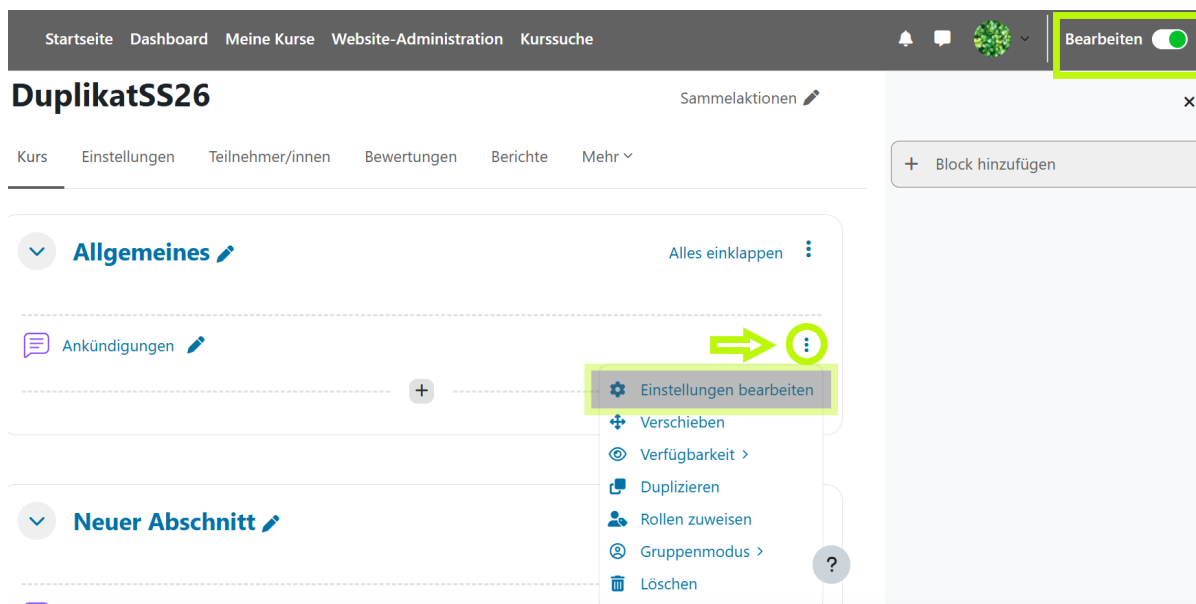 Startseite Dashboard Meine Kurse Website-Administration Kurssuche
Bearbeiten
DuplikatSS26
Sammelaktionen
Kurs Einstellungen Teilnehmer/innen Bewertungen Berichte Mehr
Block hinzufügen
Allgemeines
Alles einklappen
Ankündigungen
Einstellungen bearbeiten
Verschieben
Verfügbarkeit
Duplizieren
Neuer Abschnitt
Rollen zuweisen
Gruppenmodus
?
Löschen